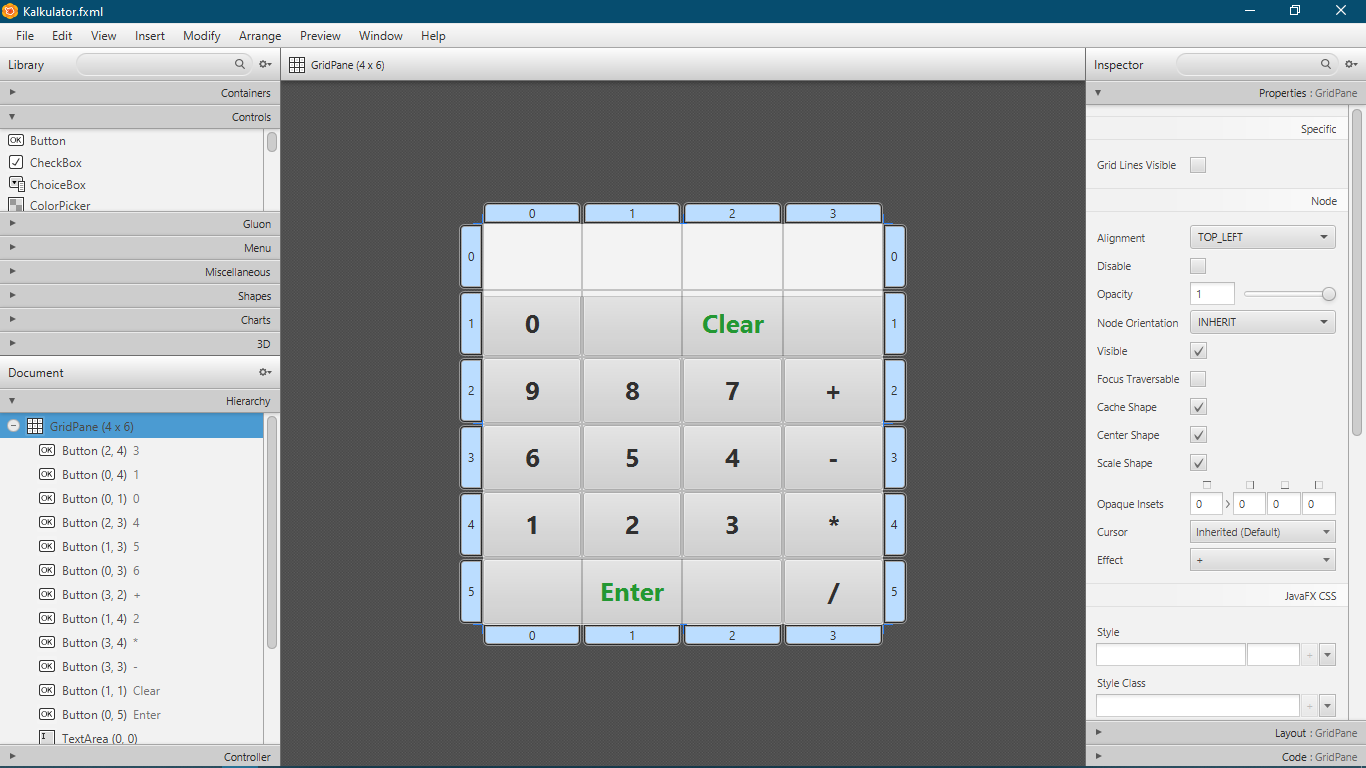 Kalkulator.fxml
File Edit View Insert Modify Arrange Preview Window Help
Library
Containers
Controls
OK Button
CheckBox
ChoiceBox
ColorPicker
Gluon
Menu
Miscellaneous
Shapes
Charts
3D
Document
Hierarchy
GridPane (4 x 6)
OK Button (2, 4) 3
OK Button (0, 4) 1
OK Button (0, 1) 0
OK Button (2, 3) 4
OK Button (1, 3) 5
OK Button (0, 3) 6
OK Button (3, 2) +
OK Button (1, 4) 2
OK Button (3, 4) *
OK Button (3, 3) -
OK Button (1, 1) Clear
OK Button (0, 5) Enter
TextArea (0, 0)
Controller
GridPane (4 x 6)
0 1 2 3
0 0
1 0 Clear 1
2 9 8 7 + 2
3 6 5 4 - 3
4 1 2 3 * 4
5 Enter / 5
0 1 2 3
Inspector
Properties : GridPane
Specific
Grid Lines Visible
Node
Alignment TOP_LEFT
Disable
Opacity 1
Node Orientation INHERIT
Visible
Focus Traversable
Cache Shape
Center Shape
Scale Shape
Opaque Insets 0 0 0 0
Cursor Inherited (Default)
Effect +
JavaFX CSS
Style
+
Style Class
+
Layout : GridPane
Code : GridPane